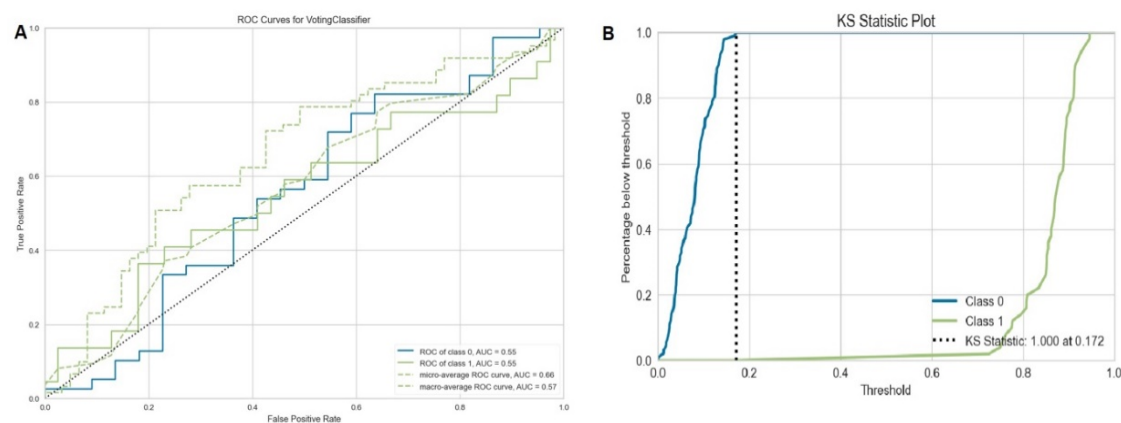 A
ROC Curves for VotingClassifier
1.0
0.8
0.6
0.4
0.2
0.0
True Positive Rate
0.0 0.2 0.4 0.6 0.8 1.0
False Positive Rate
ROC of class 0, AUC = 0.55
ROC of class 1, AUC = 0.55
micro-average ROC curve, AUC = 0.66
macro-average ROC curve, AUC = 0.57
B
KS Statistic Plot
1.0
0.8
0.6
0.4
0.2
0.0
Percentage below threshold
0.0 0.2 0.4 0.6 0.8 1.0
Threshold
Class 0
Class 1
KS Statistic: 1.000 at 0.172